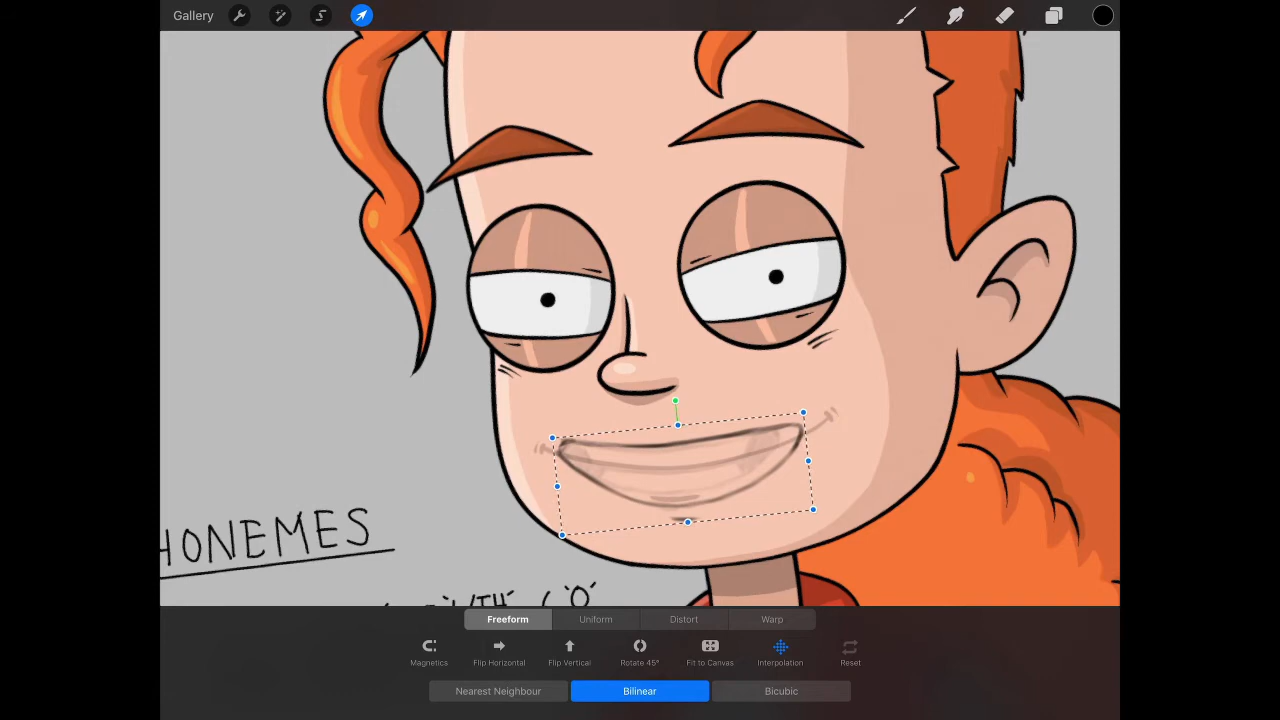 Gallery
HONEMES
WITH 'O'
Freeform Uniform Distort Warp
Magnetics Flip Horizontal Flip Vertical Rotate 45° Fit to Canvas Interpolation Reset
Nearest Neighbour Bilinear Bicubic